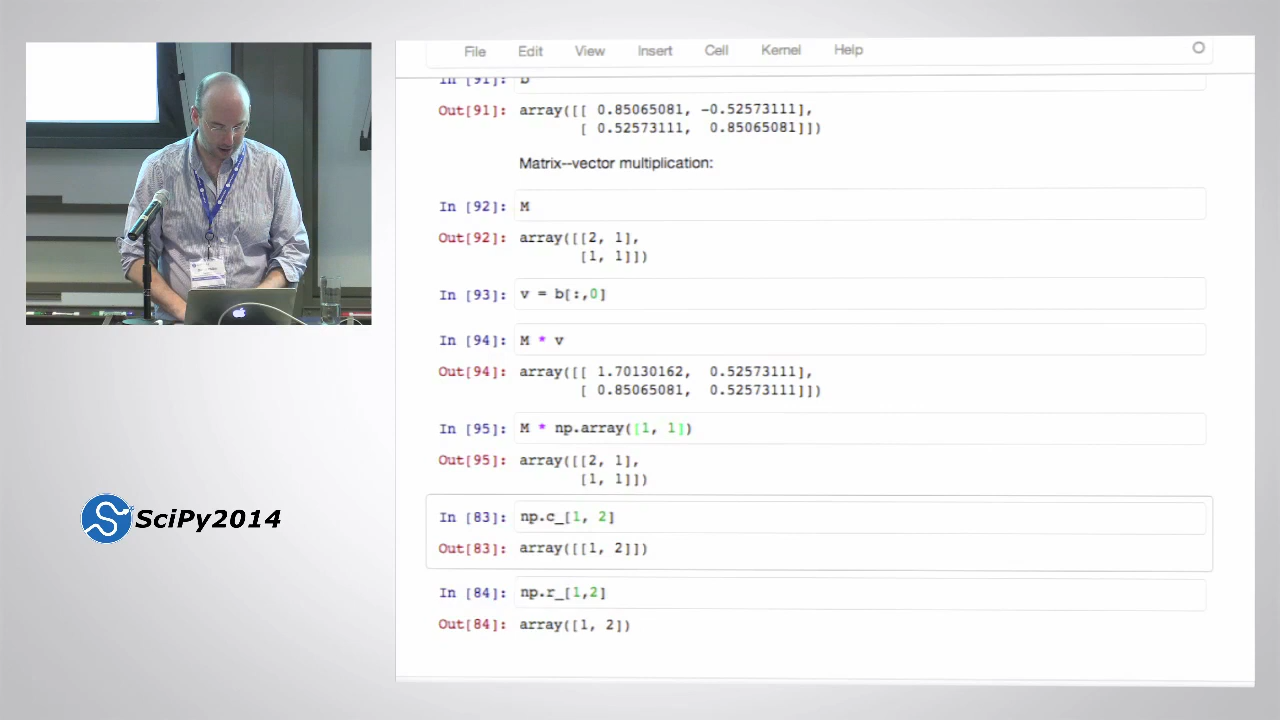 File Edit View Insert Cell Kernel Help
In [91]: b
Out[91]: array([[ 0.85065081, -0.52573111],
[ 0.52573111, 0.85065081]])
Matrix--vector multiplication:
In [92]: M
Out[92]: array([[2, 1],
[1, 1]])
In [93]: v = b[:,0]
In [94]: M * v
Out[94]: array([[ 1.70130162, 0.52573111],
[ 0.85065081, 0.52573111]])
In [95]: M * np.array([1, 1])
Out[95]: array([[2, 1],
[1, 1]])
In [83]: np.c_[1, 2]
Out[83]: array([[1, 2]])
In [84]: np.r_[1,2]
Out[84]: array([1, 2])
SciPy2014